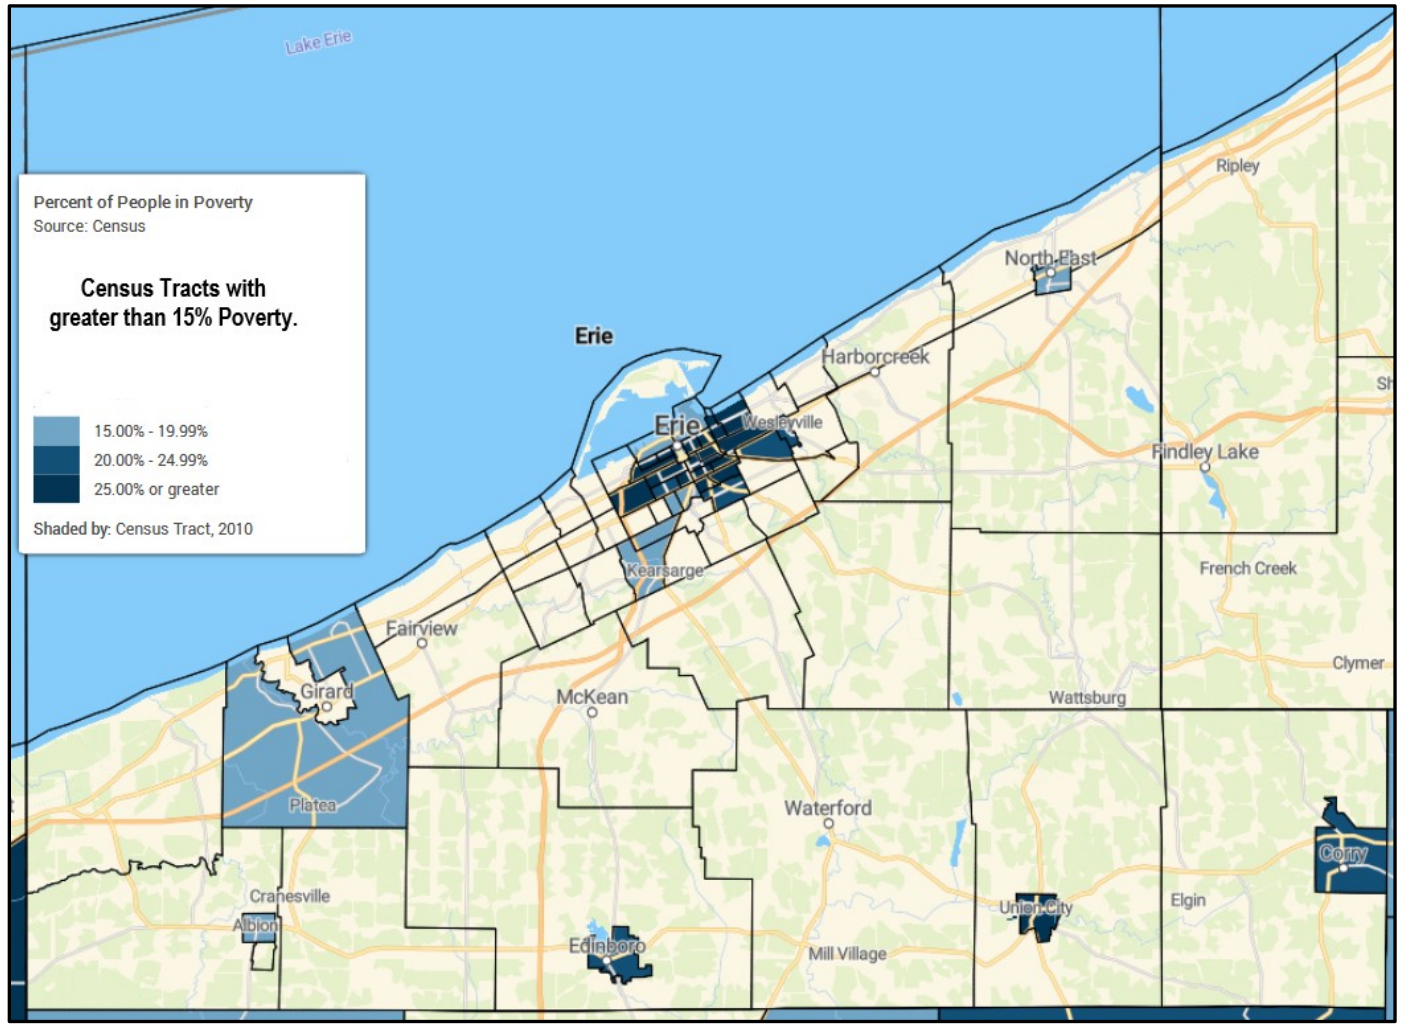 Lake Erie
Ripley
Percent of People in Poverty
Source: Census
Census Tracts with
greater than 15% Poverty.
15.00% - 19.99%
20.00% - 24.99%
25.00% or greater
Shaded by: Census Tract, 2010
North East
Erie
Harborcreek
Sh
Erie
Wesleyville
Findley Lake
Kearsarge
French Creek
Fairview
Clymer
Girard
McKean
Wattsburg
Platea
Waterford
Corry
Cranesville
Elgin
Union City
Albion
Edinboro
Mill Village